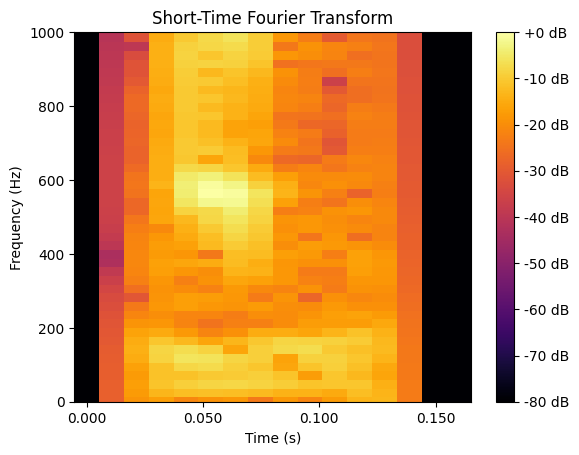 Short-Time Fourier Transform
1000
800
600
400
200
0
Frequency (Hz)
0.000
0.050
0.100
0.150
Time (s)
+0 dB
-10 dB
-20 dB
-30 dB
-40 dB
-50 dB
-60 dB
-70 dB
-80 dB